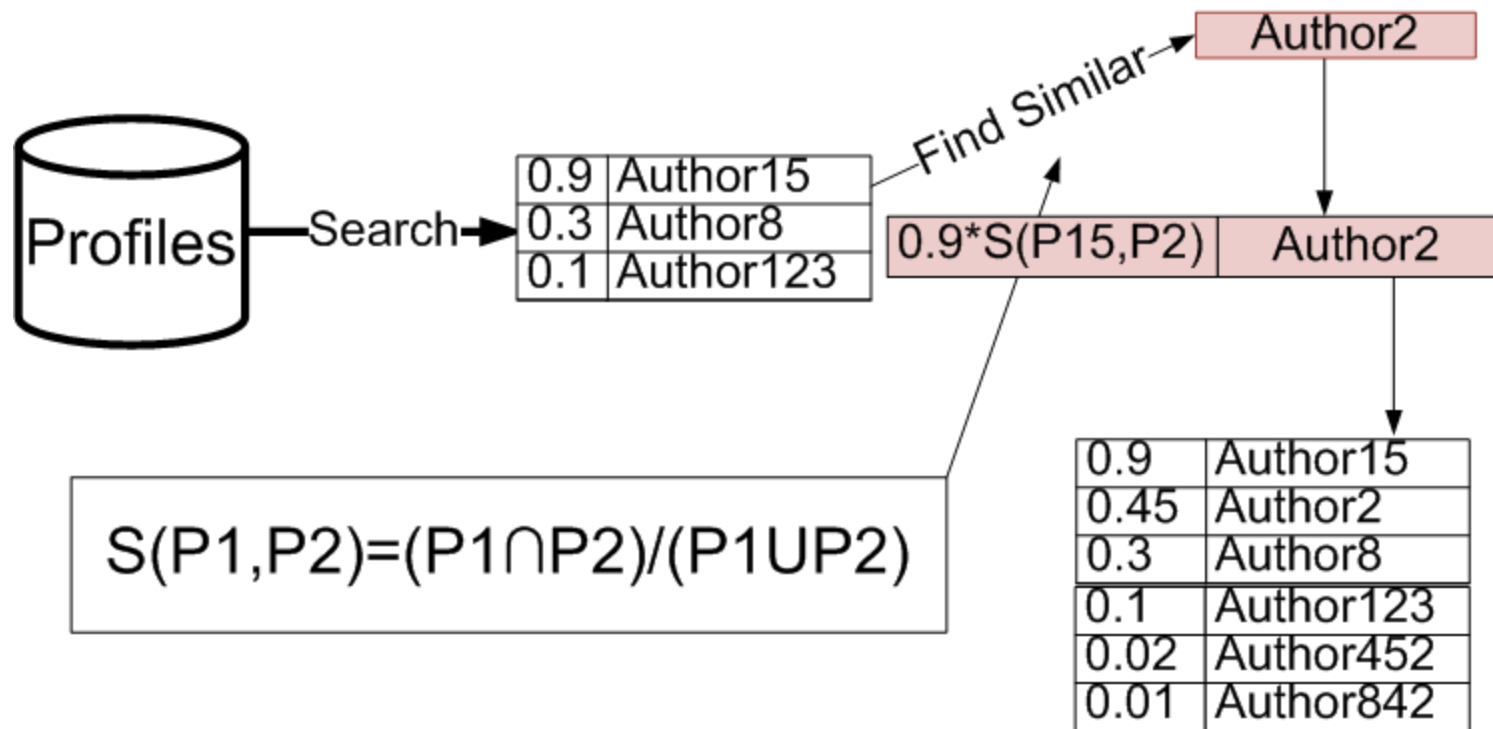 Author2
Find Similar
Profiles
Search
0.9 Author15
0.3 Author8
0.1 Author123
0.9*S(P15,P2) Author2
S(P1,P2)=(P1∩P2)/(P1UP2)
0.9 Author15
0.45 Author2
0.3 Author8
0.1 Author123
0.02 Author452
0.01 Author842